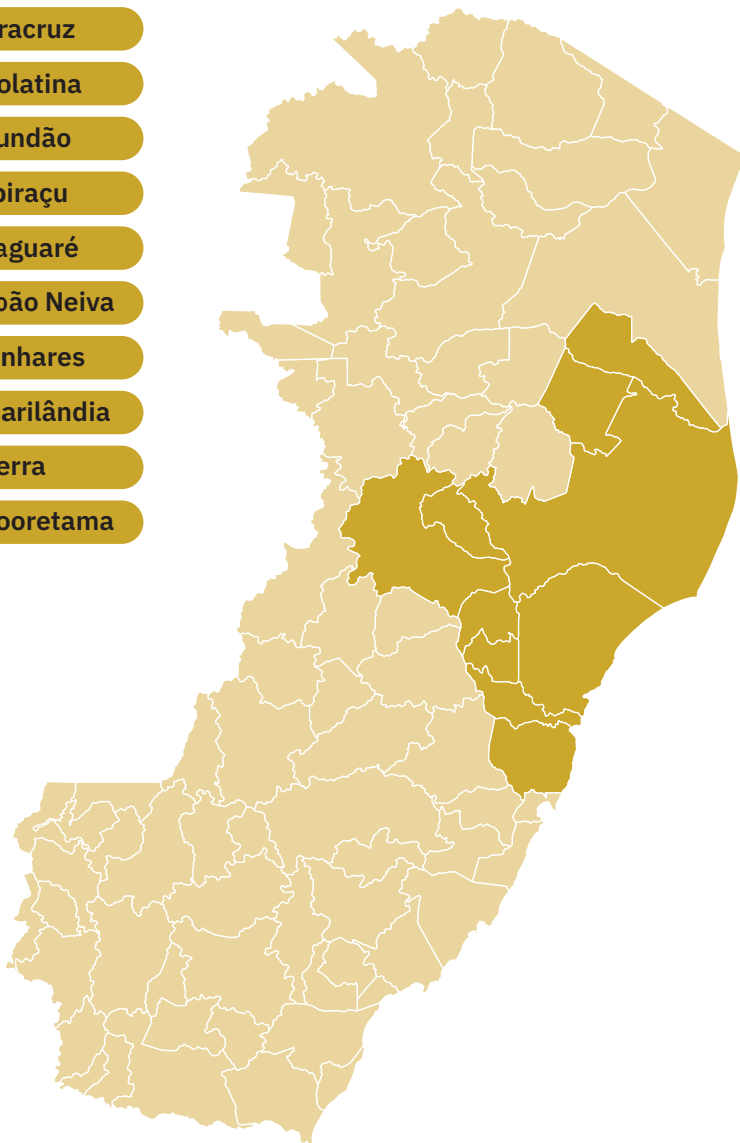 racruz
olatina
undão
piraçu
aguaré
oão Neiva
nhares
arilândia
erra
ooretama